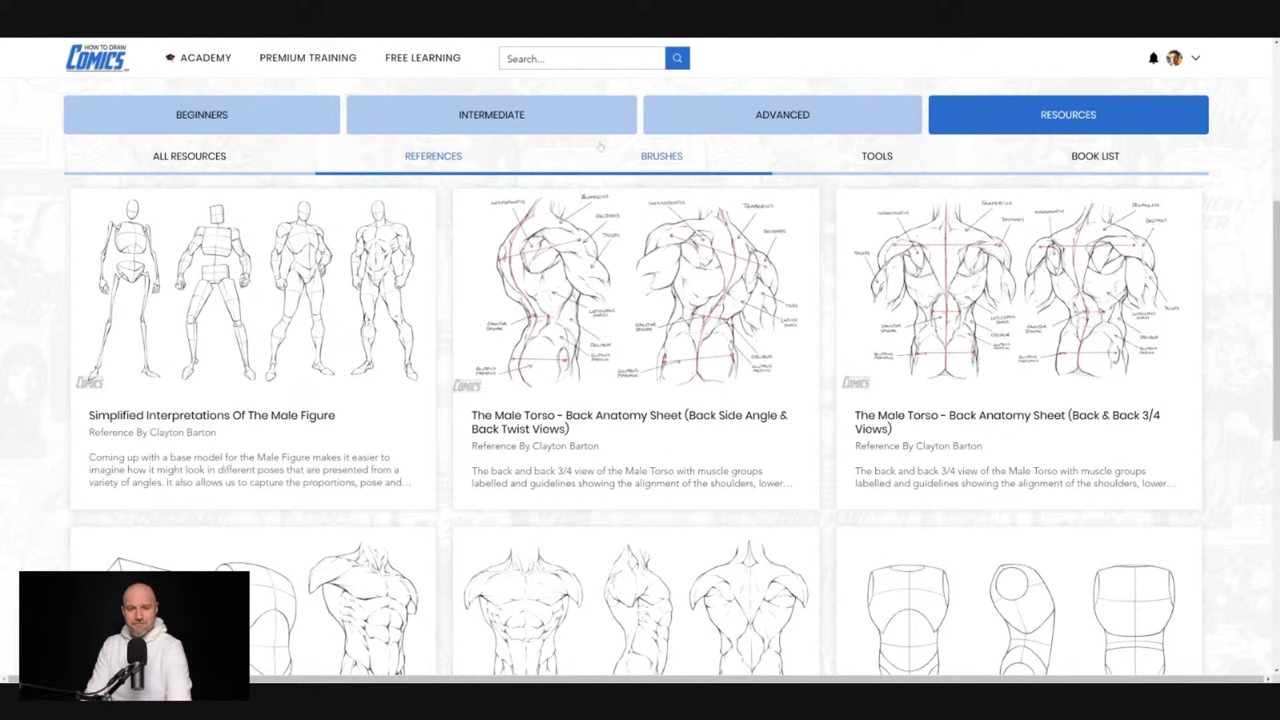 HOW TO DRAW
COMICS
ACADEMY
PREMIUM TRAINING
FREE LEARNING
Search...
BEGINNERS
INTERMEDIATE
ADVANCED
RESOURCES
ALL RESOURCES
REFERENCES
BRUSHES
TOOLS
BOOK LIST
COMICS
COMICS
COMICS
Simplified Interpretations Of The Male Figure
Reference By Clayton Barton
Coming up with a base model for the Male Figure makes it easier to
imagine how it might look in different poses that are presented from a
variety of angles. It also allows us to capture the proportions, pose and...
The Male Torso - Back Anatomy Sheet (Back Side Angle &
Back Twist Views)
Reference By Clayton Barton
The back and back 3/4 view of the Male Torso with muscle groups
labelled and guidelines showing the alignment of the shoulders, lower...
The Male Torso - Back Anatomy Sheet (Back & Back 3/4
Views)
Reference By Clayton Barton
The back and back 3/4 view of the Male Torso with muscle groups
labelled and guidelines showing the alignment of the shoulders, lower...